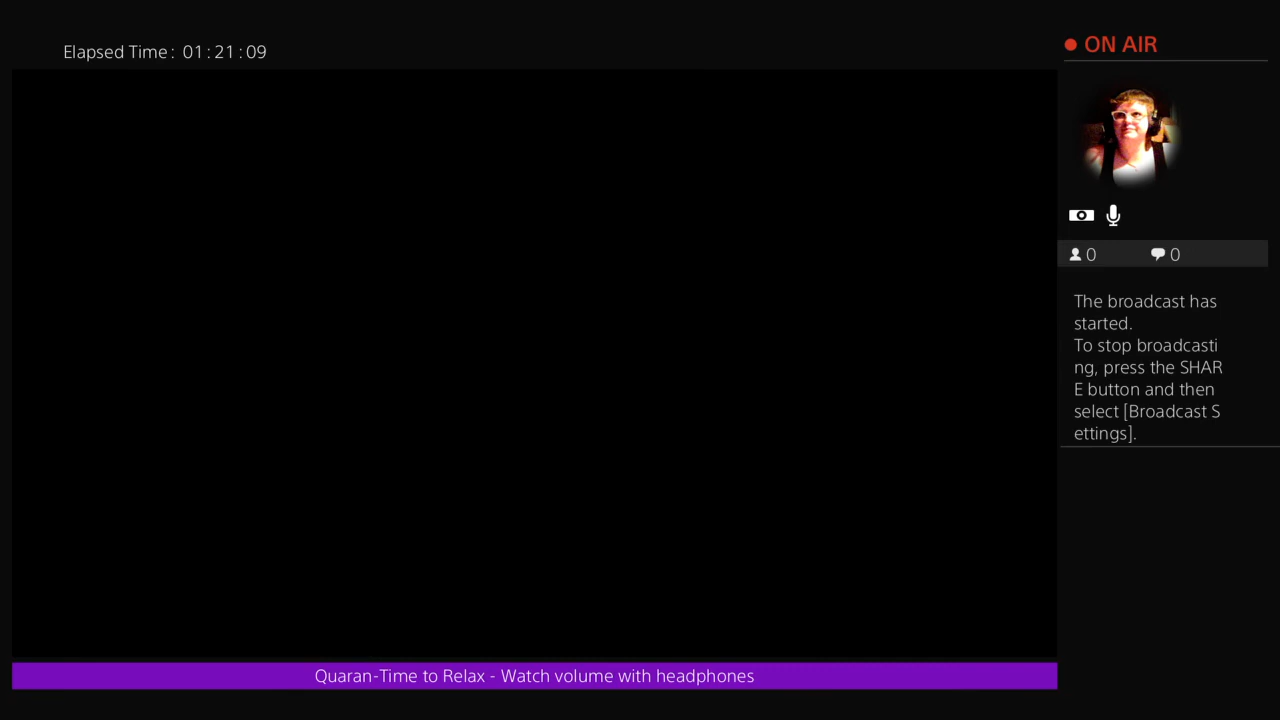 Elapsed Time: 01:21:09
ON AIR
0 0
The broadcast has
started.
To stop broadcasti
ng, press the SHAR
E button and then
select [Broadcast S
ettings].
Quaran-Time to Relax - Watch volume with headphones